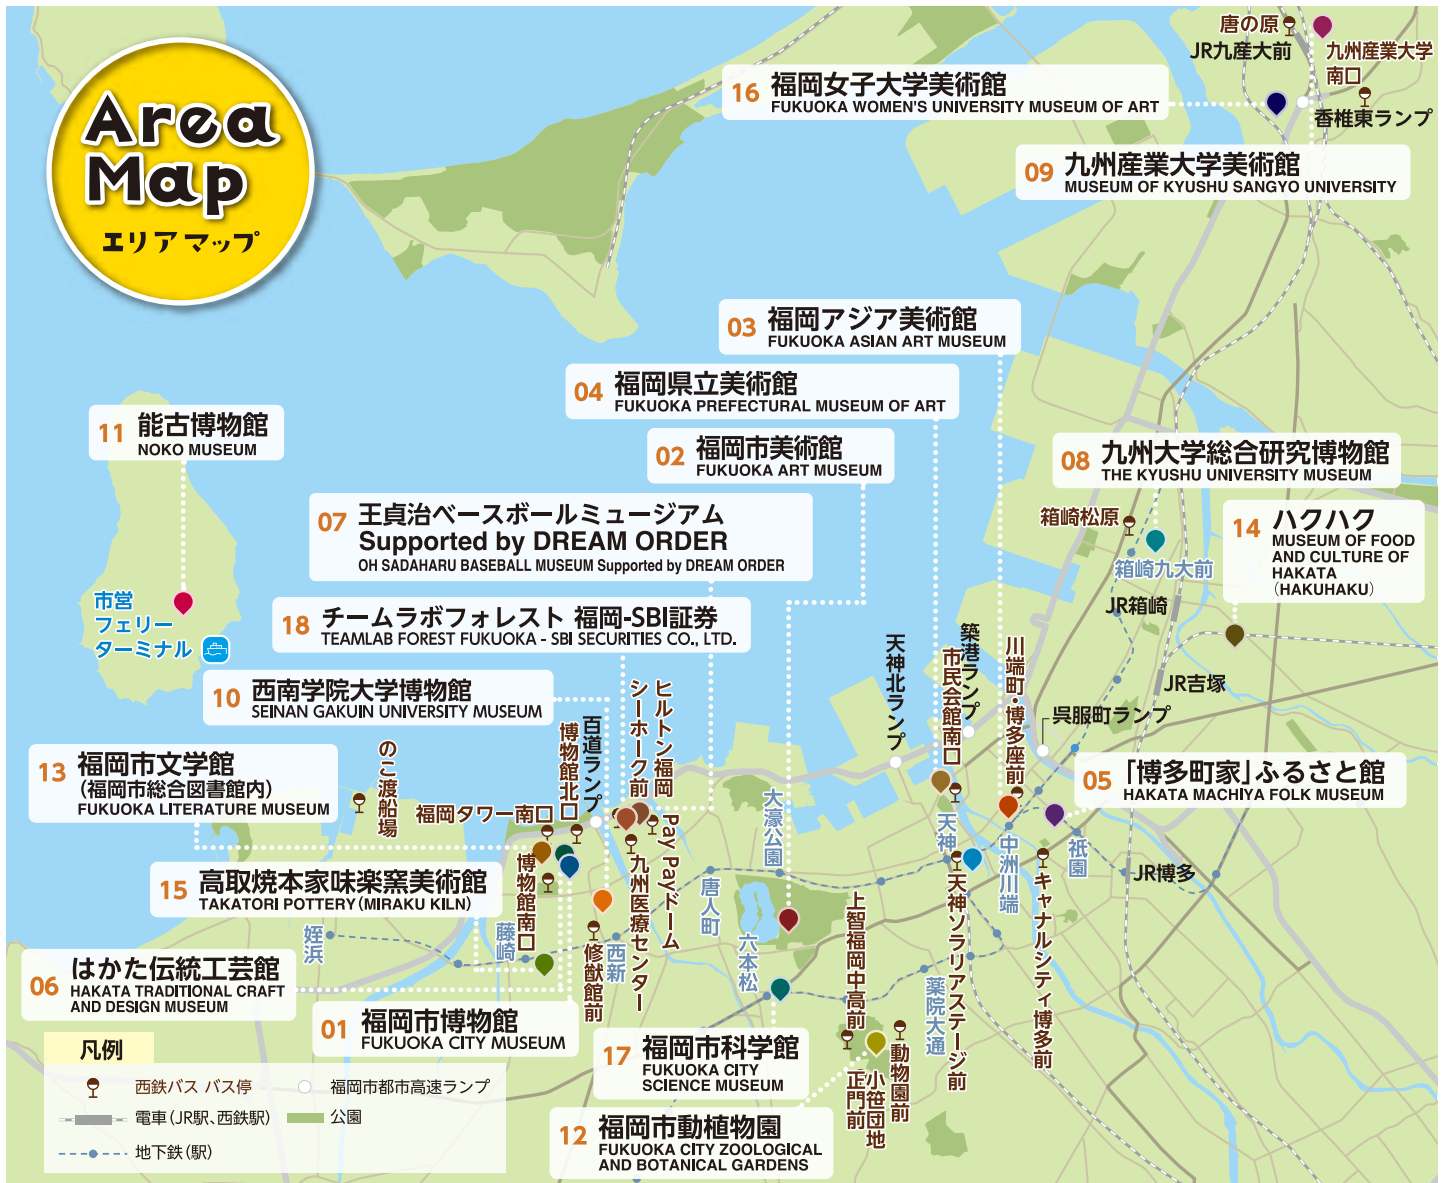 Area
Map
エリアマップ
唐の原
JR九産大前
九州産業大学
南口
香椎東ランプ
16 福岡女子大学美術館
FUKUOKA WOMEN'S UNIVERSITY MUSEUM OF ART
09 九州産業大学美術館
MUSEUM OF KYUSHU SANGYO UNIVERSITY
03 福岡アジア美術館
FUKUOKA ASIAN ART MUSEUM
04 福岡県立美術館
FUKUOKA PREFECTURAL MUSEUM OF ART
02 福岡市美術館
FUKUOKA ART MUSEUM
11 能古博物館
NOKO MUSEUM
08 九州大学総合研究博物館
THE KYUSHU UNIVERSITY MUSEUM
07 王貞治ベースボールミュージアム
Supported by DREAM ORDER
OH SADAHARU BASEBALL MUSEUM Supported by DREAM ORDER
箱崎松原
箱崎九大前
JR箱崎
14 ハクハク
MUSEUM OF FOOD
AND CULTURE OF
HAKATA
(HAKUHAKU)
市営
フェリー
ターミナル
18 チームラボフォレスト 福岡-SBI証券
TEAMLAB FOREST FUKUOKA - SBI SECURITIES CO., LTD.
10 西南学院大学博物館
SEINAN GAKUIN UNIVERSITY MUSEUM
天神北ランプ
築港ランプ
市民会館南口
川端町・博多座前
JR吉塚
呉服町ランプ
13 福岡市文学館
(福岡市総合図書館内)
FUKUOKA LITERATURE MUSEUM
のこ渡船場
福岡タワー南口
博物館北口
百道ランプ
ヒルトン福岡
シーホーク前
05 「博多町家」ふるさと館
HAKATA MACHIYA FOLK MUSEUM
15 高取焼本家味楽窯美術館
TAKATORI POTTERY(MIRAKU KILN)
博物館南口
九州医療センター
Pay Payドーム
大濠公園
唐人町
天神
中洲川端
祇園
JR博多
姪浜
藤崎
修猷館前
西新
六本松
上智福岡中高前
薬院大通
天神ソラリアステージ前
キャナルシティ博多前
06 はかた伝統工芸館
HAKATA TRADITIONAL CRAFT
AND DESIGN MUSEUM
01 福岡市博物館
FUKUOKA CITY MUSEUM
17 福岡市科学館
FUKUOKA CITY
SCIENCE MUSEUM
動物園前
小笹団地
正門前
12 福岡市動植物園
FUKUOKA CITY ZOOLOGICAL
AND BOTANICAL GARDENS
凡例
西鉄バス バス停
福岡市都市高速ランプ
電車(JR駅、西鉄駅)
公園
地下鉄(駅)